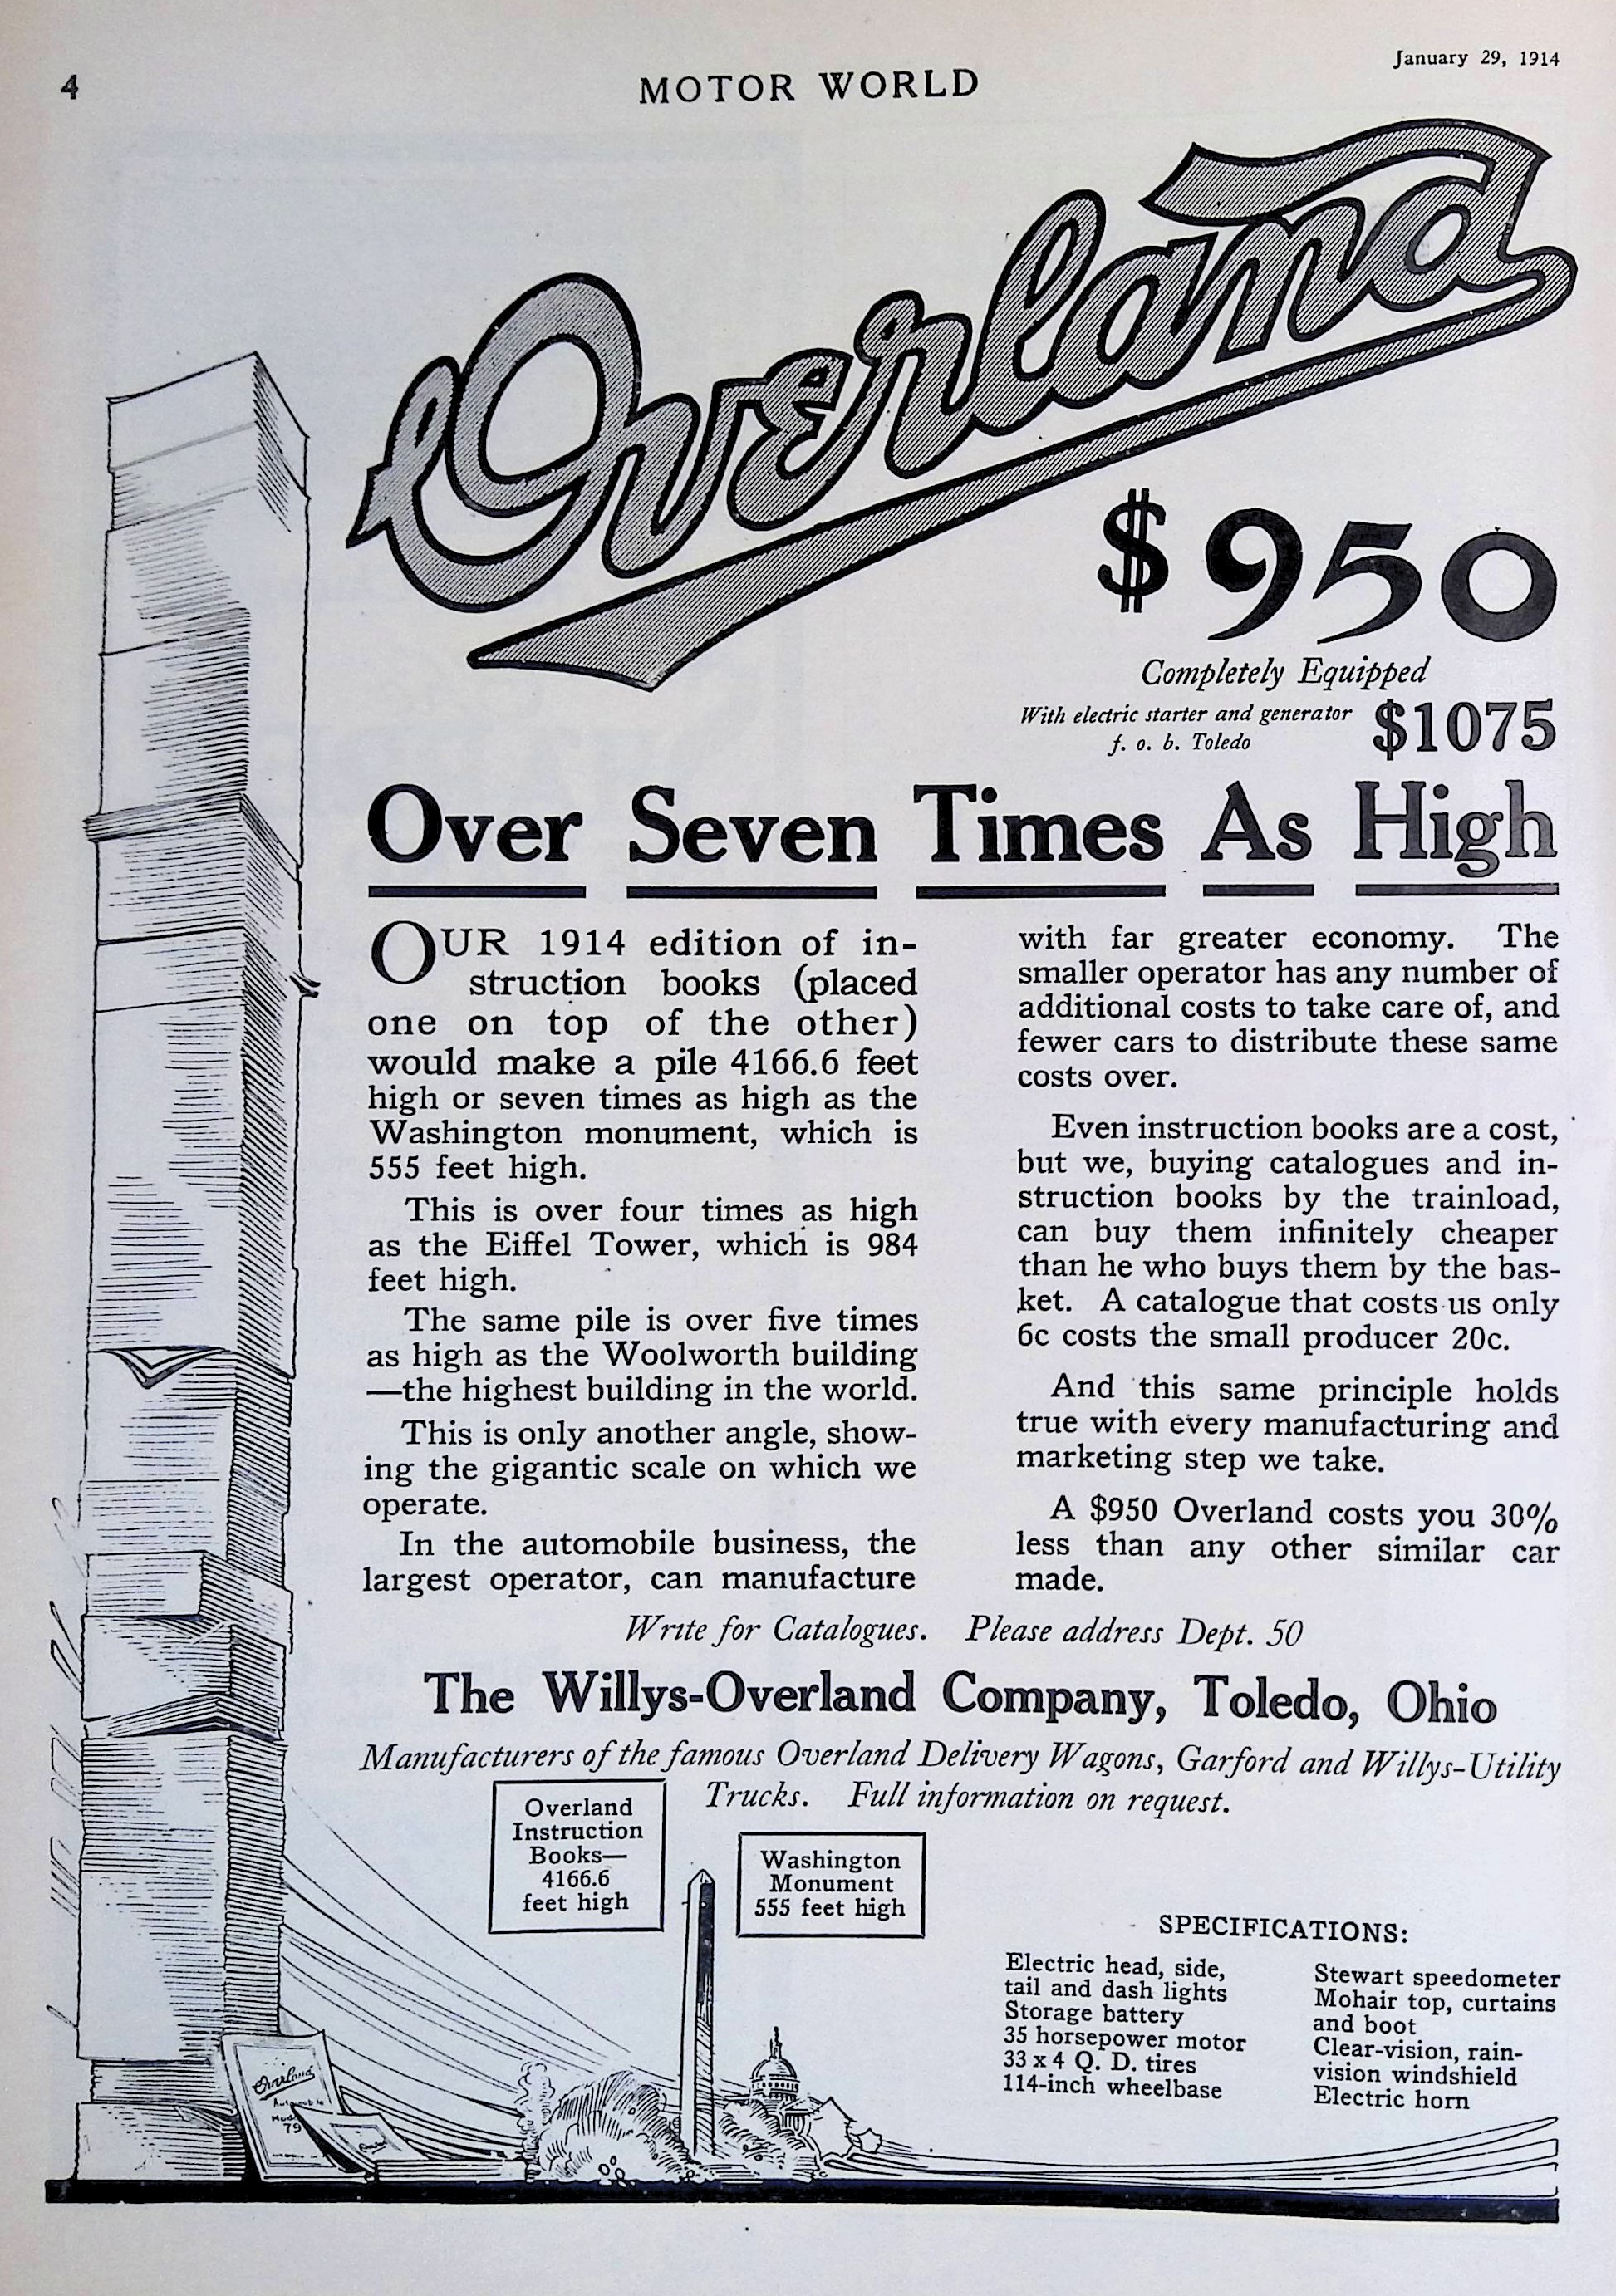 4
MOTOR WORLD
January 29, 1914
Overland
$950
Completely Equipped
With electric starter and generator
f. o. b. Toledo
$1075
Over Seven Times As High
OUR 1914 edition of in-
struction books (placed
one on top of the other)
would make a pile 4166.6 feet
high or seven times as high as the
Washington monument, which is
555 feet high.
This is over four times as high
as the Eiffel Tower, which is 984
feet high.
The same pile is over five times
as high as the Woolworth building
—the highest building in the world.
This is only another angle, show-
ing the gigantic scale on which we
operate.
In the automobile business, the
largest operator, can manufacture
with far greater economy. The
smaller operator has any number of
additional costs to take care of, and
fewer cars to distribute these same
costs over.
Even instruction books are a cost,
but we, buying catalogues and in-
struction books by the trainload,
can buy them infinitely cheaper
than he who buys them by the bas-
ket. A catalogue that costs us only
6c costs the small producer 20c.
And this same principle holds
true with every manufacturing and
marketing step we take.
A $950 Overland costs you 30%
less than any other similar car
made.
Write for Catalogues. Please address Dept. 50
The Willys-Overland Company, Toledo, Ohio
Manufacturers of the famous Overland Delivery Wagons, Garford and Willys-Utility
Trucks. Full information on request.
Overland
Instruction
Books—
4166.6
feet high
Washington
Monument
555 feet high
SPECIFICATIONS:
Electric head, side,
tail and dash lights
Storage battery
35 horsepower motor
33 x 4 Q. D. tires
114-inch wheelbase
Stewart speedometer
Mohair top, curtains
and boot
Clear-vision, rain-
vision windshield
Electric horn
Overland
79